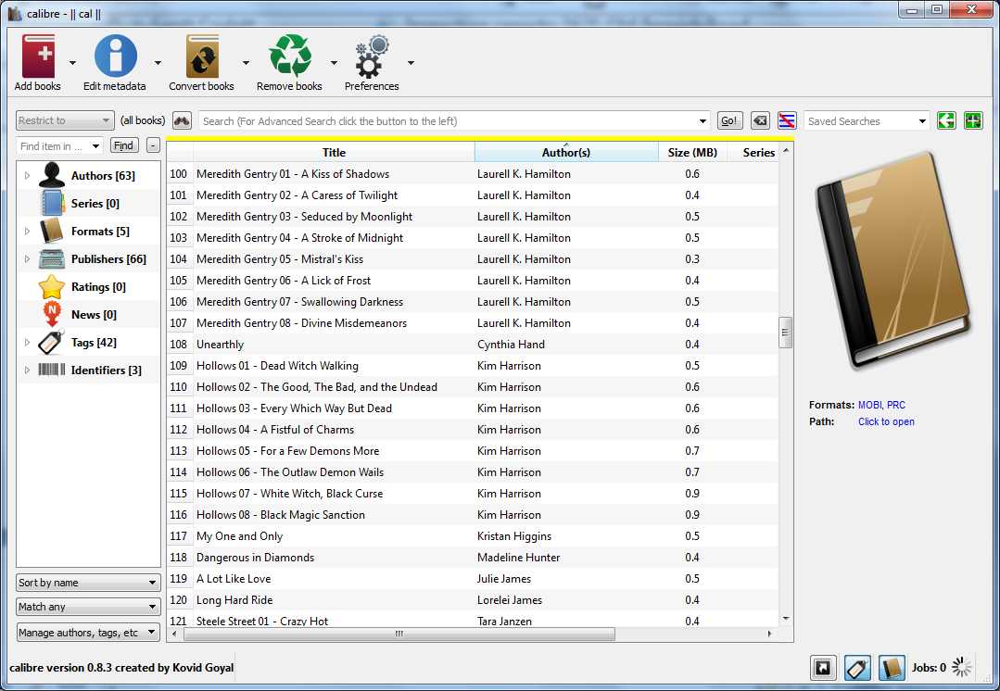 calibre - || cal ||
Add books
Edit metadata
Convert books
Remove books
Preferences
Restrict to (all books) Search (For Advanced Search click the button to the left) Go! Saved Searches
Find item in ... Find -
Authors [63]
Series [0]
Formats [5]
Publishers [66]
Ratings [0]
N
News [0]
Tags [42]
Identifiers [3]
Sort by name
Match any
Manage authors, tags, etc
Title Author(s) Size (MB) Series
100 Meredith Gentry 01 - A Kiss of Shadows Laurell K. Hamilton 0.6
101 Meredith Gentry 02 - A Caress of Twilight Laurell K. Hamilton 0.4
102 Meredith Gentry 03 - Seduced by Moonlight Laurell K. Hamilton 0.5
103 Meredith Gentry 04 - A Stroke of Midnight Laurell K. Hamilton 0.5
104 Meredith Gentry 05 - Mistral's Kiss Laurell K. Hamilton 0.3
105 Meredith Gentry 06 - A Lick of Frost Laurell K. Hamilton 0.4
106 Meredith Gentry 07 - Swallowing Darkness Laurell K. Hamilton 0.5
107 Meredith Gentry 08 - Divine Misdemeanors Laurell K. Hamilton 0.4
108 Unearthly Cynthia Hand 0.4
109 Hollows 01 - Dead Witch Walking Kim Harrison 0.5
110 Hollows 02 - The Good, The Bad, and the Undead Kim Harrison 0.6
111 Hollows 03 - Every Which Way But Dead Kim Harrison 0.6
112 Hollows 04 - A Fistful of Charms Kim Harrison 0.6
113 Hollows 05 - For a Few Demons More Kim Harrison 0.7
114 Hollows 06 - The Outlaw Demon Wails Kim Harrison 0.7
115 Hollows 07 - White Witch, Black Curse Kim Harrison 0.9
116 Hollows 08 - Black Magic Sanction Kim Harrison 0.9
117 My One and Only Kristan Higgins 0.5
118 Dangerous in Diamonds Madeline Hunter 0.4
119 A Lot Like Love Julie James 0.5
120 Long Hard Ride Lorelei James 0.4
121 Steele Street 01 - Crazy Hot Tara Janzen 0.4
Formats: MOBI, PRC
Path: Click to open
calibre version 0.8.3 created by Kovid Goyal
Jobs: 0